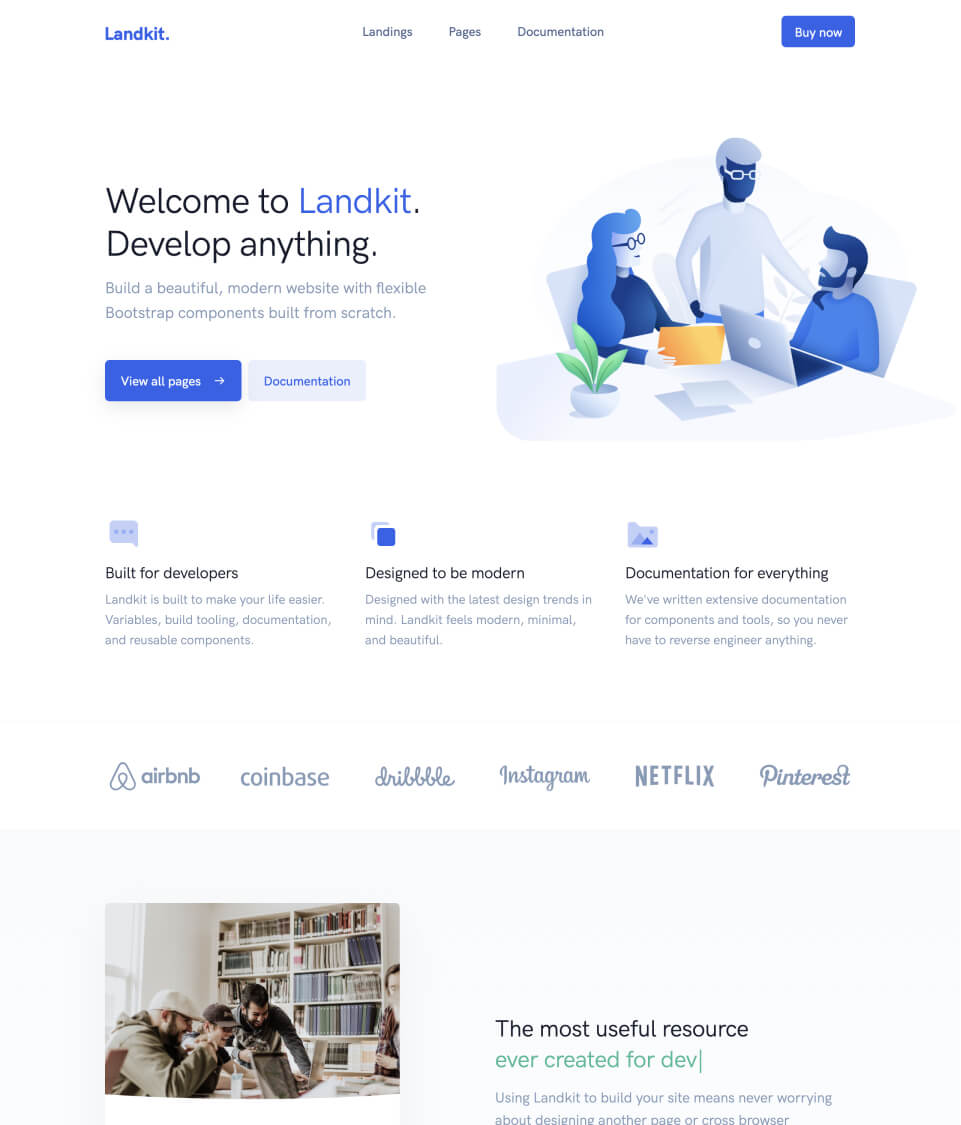 Landkit.
Landings
Pages
Documentation
Buy now
Welcome to Landkit.
Develop anything.
Build a beautiful, modern website with flexible
Bootstrap components built from scratch.
View all pages →
Documentation
Built for developers
Landkit is built to make your life easier.
Variables, build tooling, documentation,
and reusable components.
Designed to be modern
Designed with the latest design trends in
mind. Landkit feels modern, minimal,
and beautiful.
Documentation for everything
We've written extensive documentation
for components and tools, so you never
have to reverse engineer anything.
airbnb
coinbase
dribbble
Instagram
NETFLIX
Pinterest
The most useful resource
ever created for dev|
Using Landkit to build your site means never worrying
about designing another page or cross browser